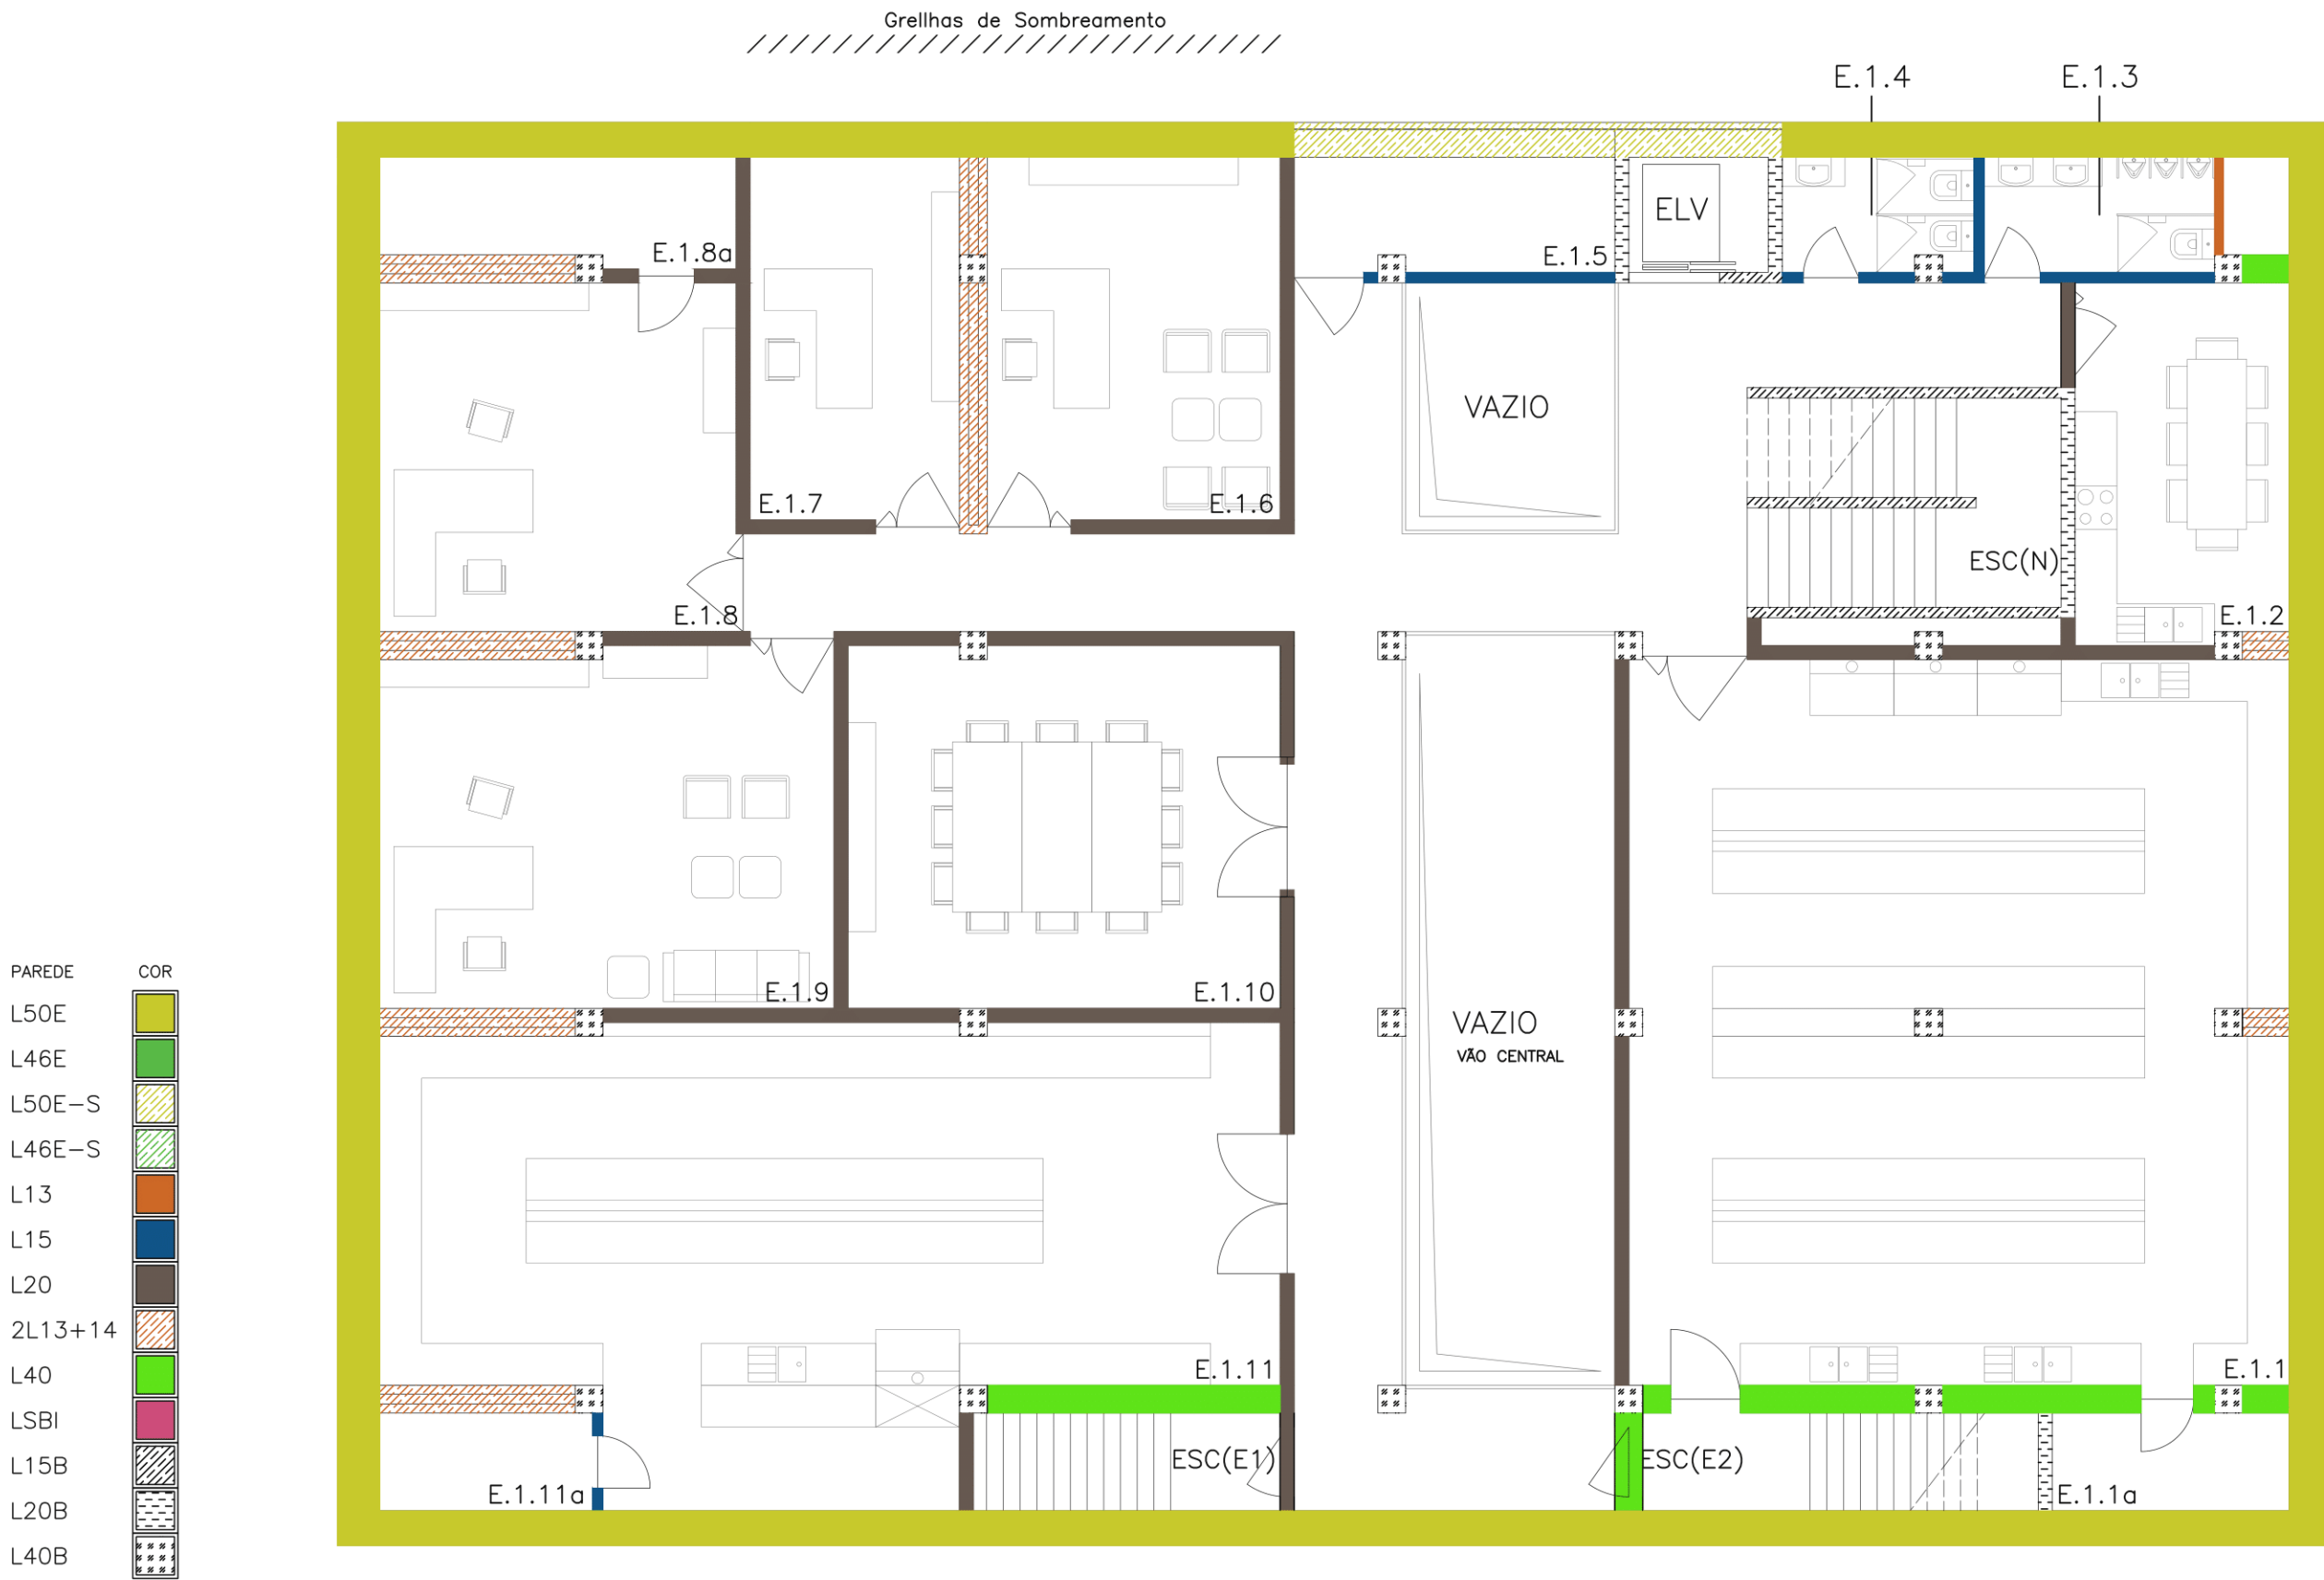 Grellhas de Sombreamento
E.1.4
E.1.3
ELV
E.1.8a
E.1.5
VAZIO
E.1.7
E.1.6
ESC(N)
E.1.8
E.1.2
PAREDE COR
L50E
L46E
L50E-S
L46E-S
L13
L15
L20
2L13+14
L40
LSBI
L15B
L20B
L40B
E.1.9
E.1.10
VAZIO
VÃO CENTRAL
E.1.11
E.1.1
ESC(E1)
ESC(E2)
E.1.11a
E.1.1a